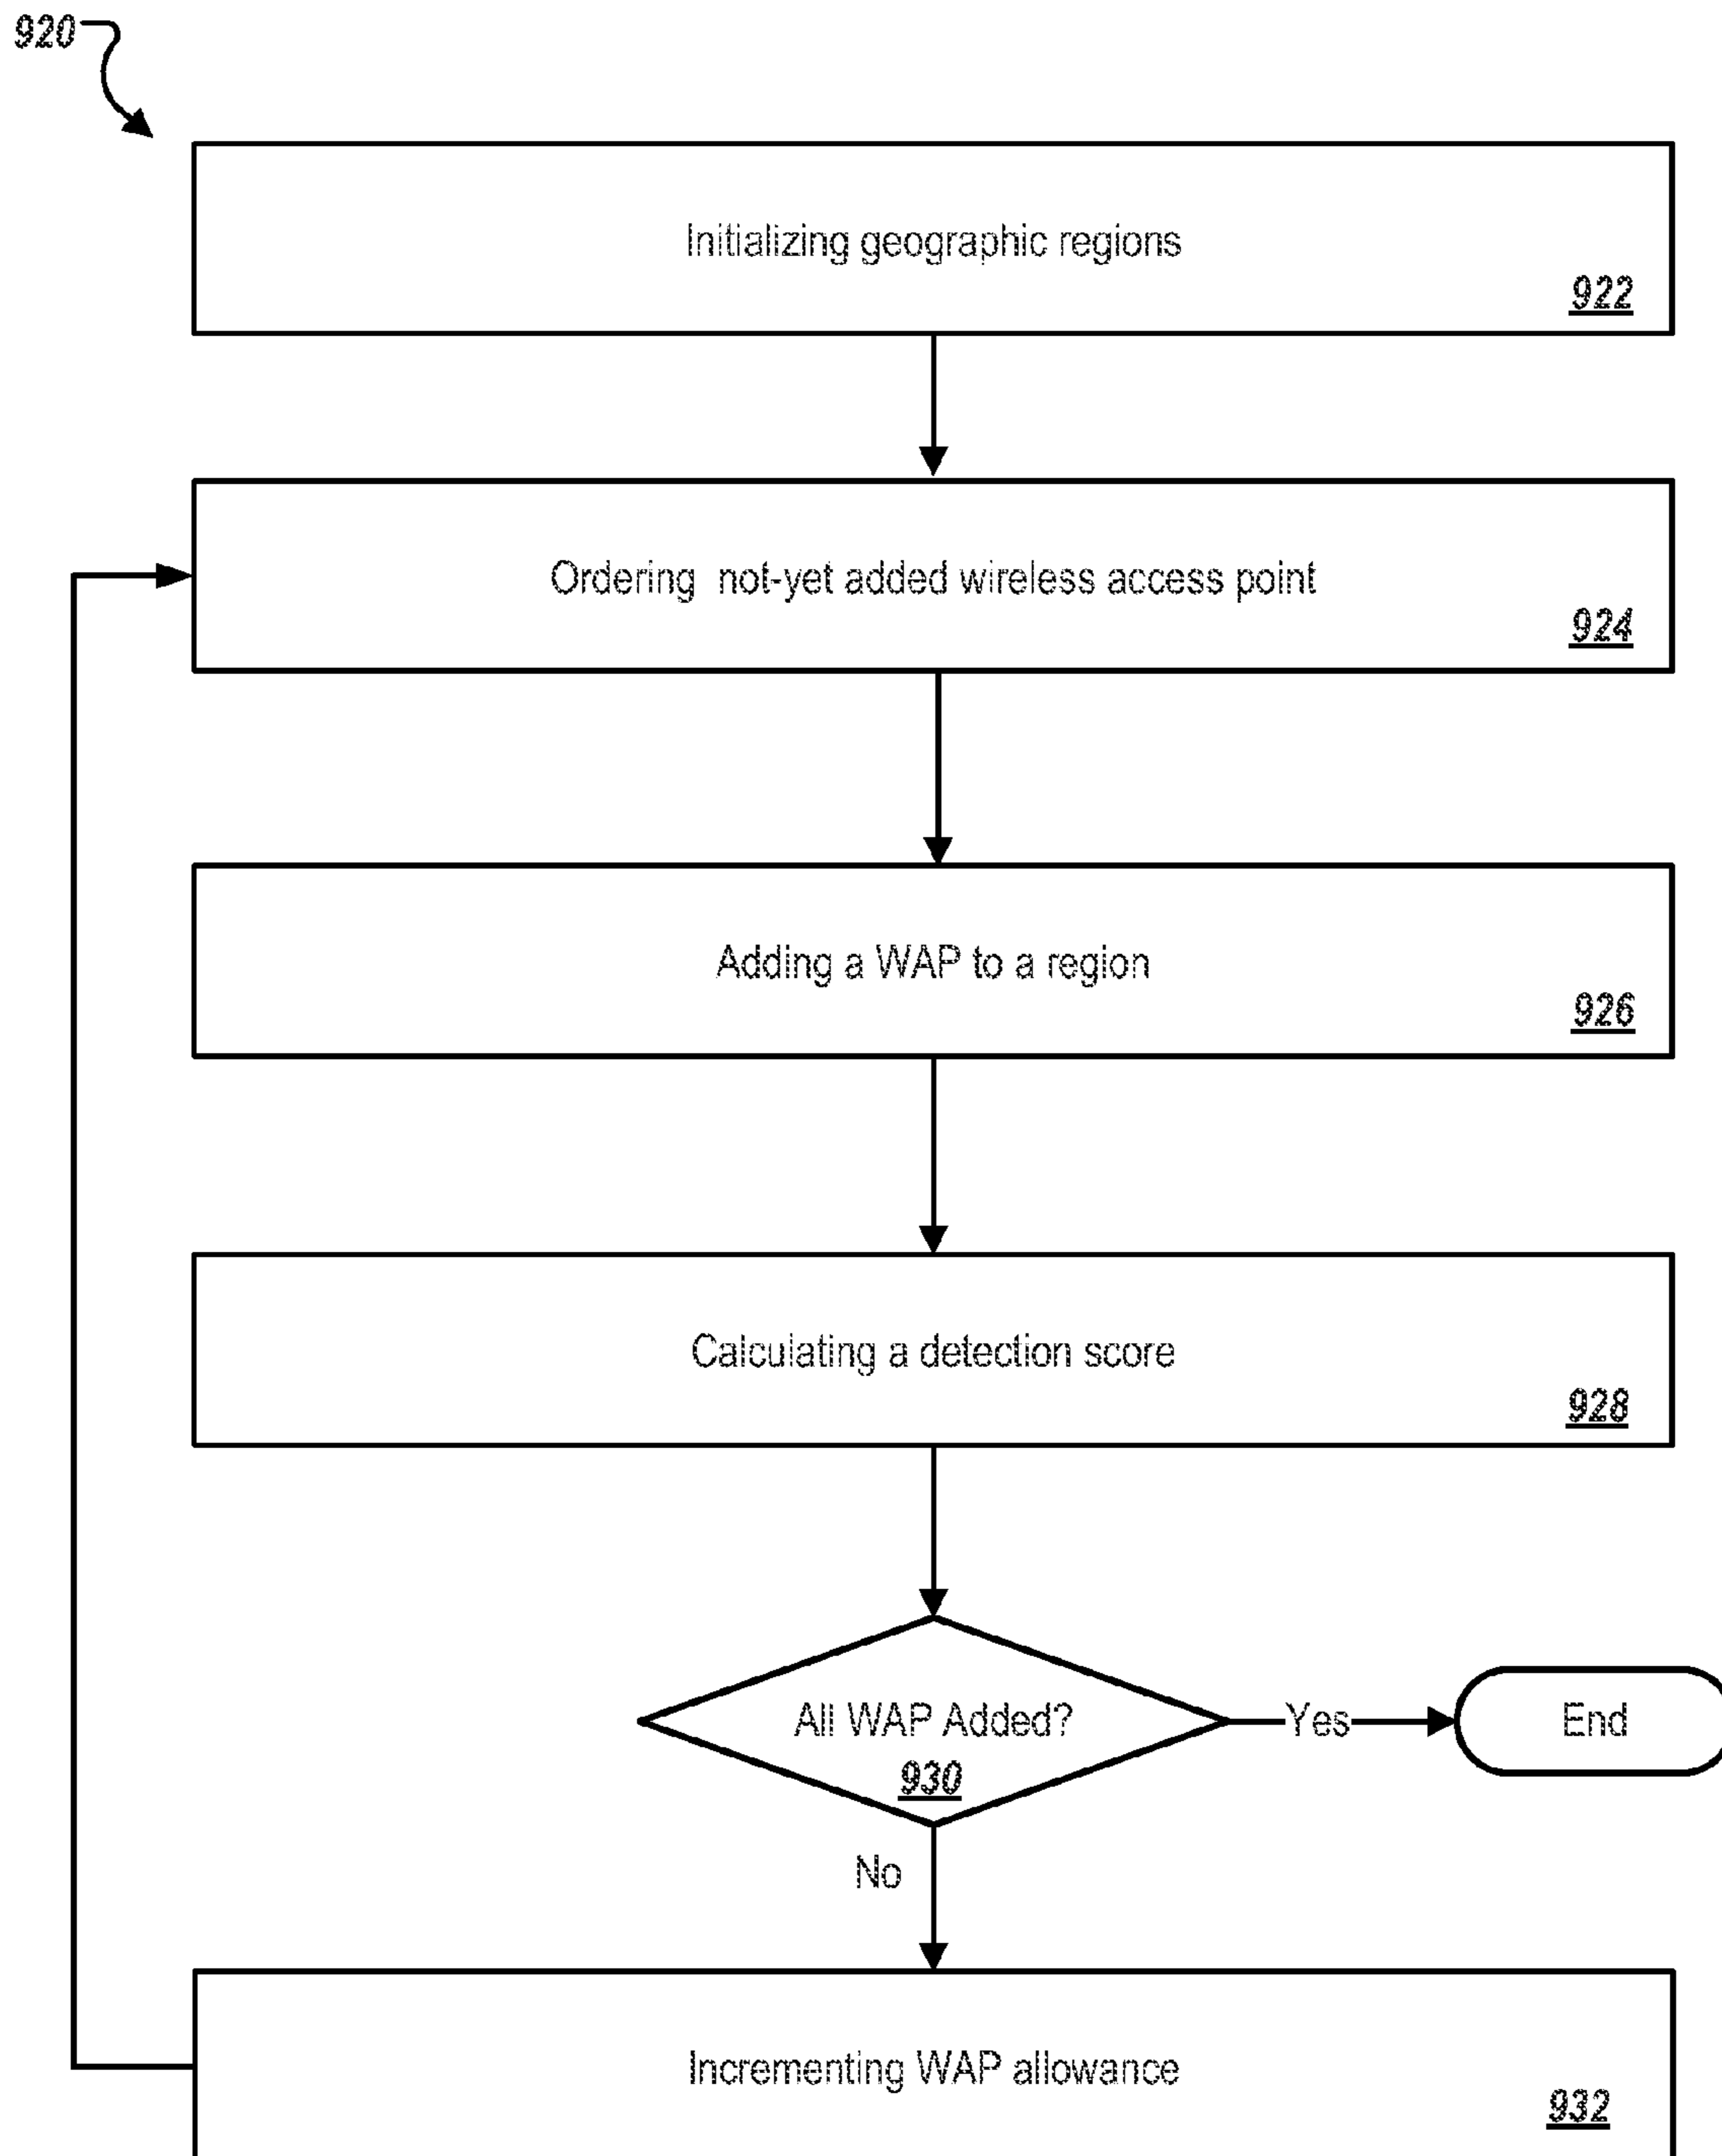 920
Initializing geographic regions
922
Ordering not-yet added wireless access point
924
Adding a WAP to a region
926
Calculating a detection score
928
All WAP Added?
930
Yes
End
No
Incrementing WAP allowance
932